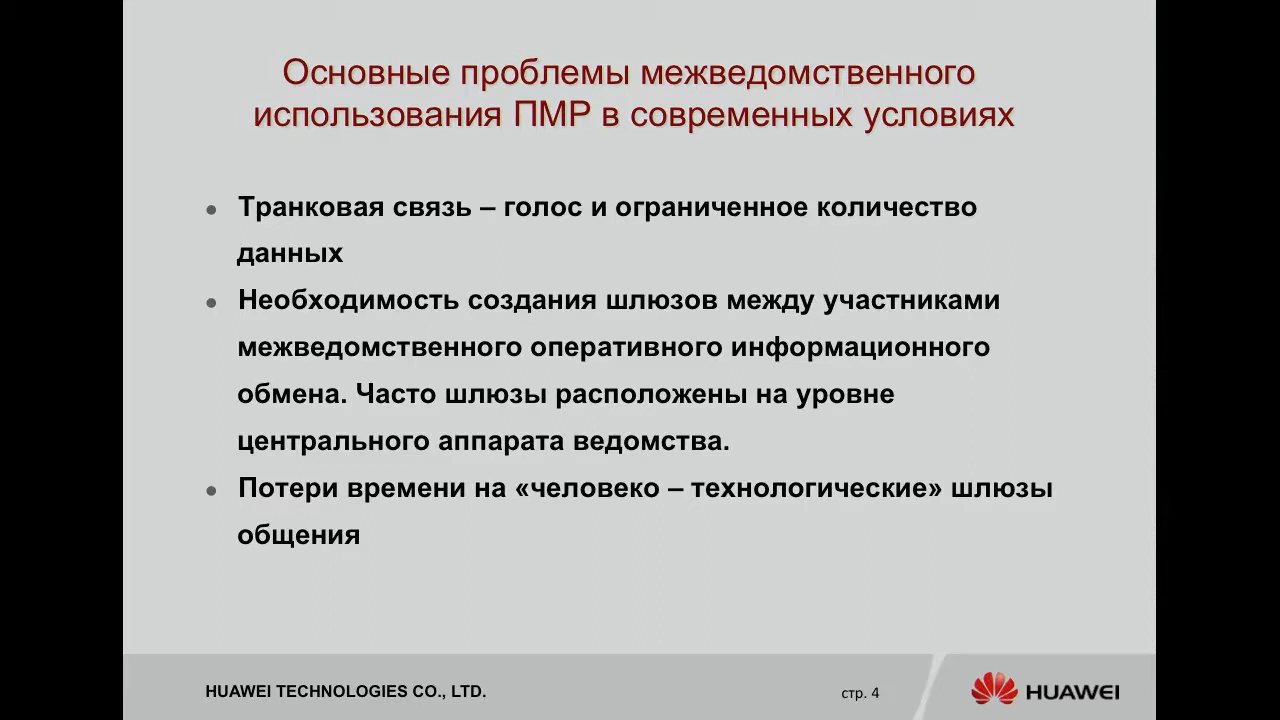 Основные проблемы межведомственного
использования ПМР в современных условиях
● Транковая связь – голос и ограниченное количество
данных
● Необходимость создания шлюзов между участниками
межведомственного оперативного информационного
обмена. Часто шлюзы расположены на уровне
центрального аппарата ведомства.
● Потери времени на «человеко – технологические» шлюзы
общения
HUAWEI TECHNOLOGIES CO., LTD.
стр. 4
HUAWEI